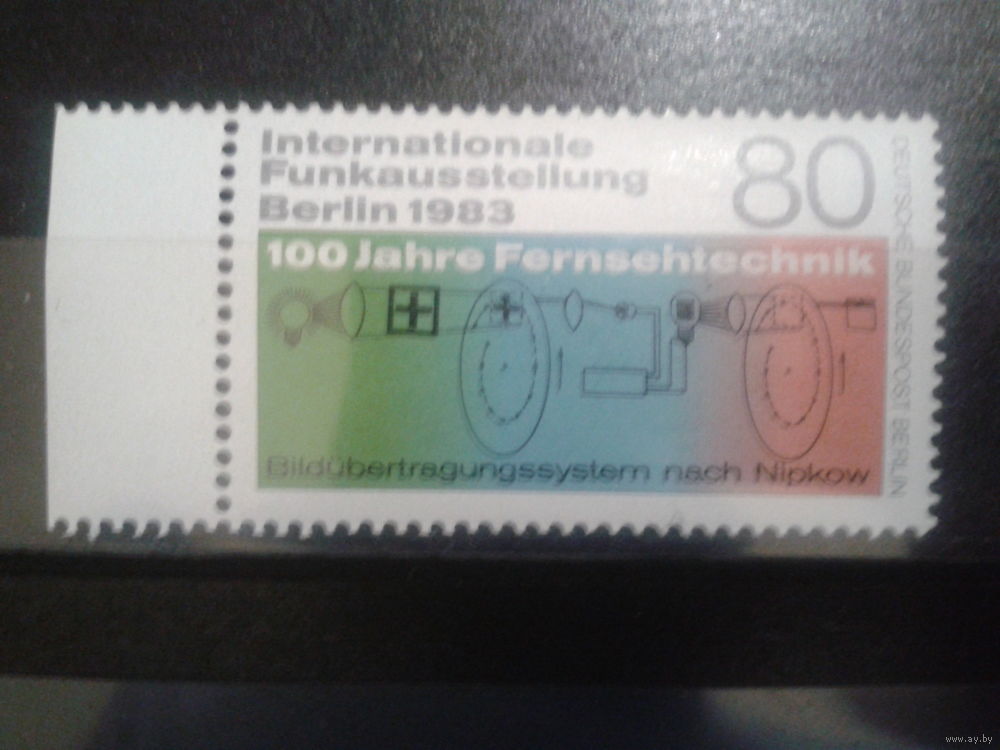 Internationale
Funkausstellung
Berlin 1983
80
100 Jahre Fernsehtechnik
Bildübertragungssystem nach Nipkow
DEUTSCHE BUNDESPOST BERLIN
www.ay.by